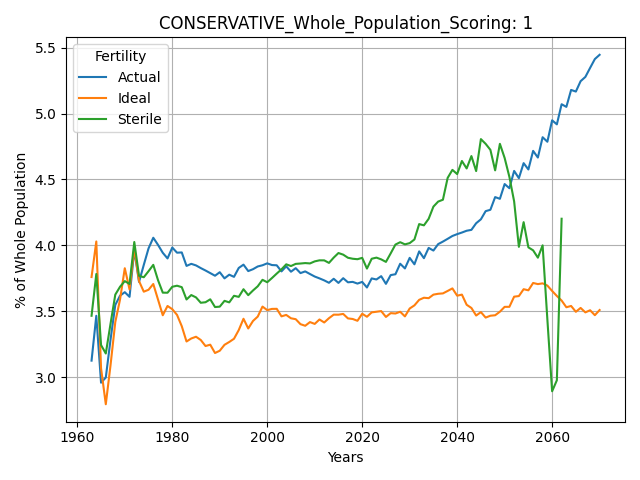 CONSERVATIVE_Whole_Population_Scoring: 1
Fertility
Actual
Ideal
Sterile
% of Whole Population
5.5
5.0
4.5
4.0
3.5
3.0
1960 1980 2000 2020 2040 2060
Years